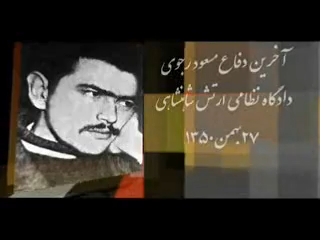 آخرین دفاع مسعود رجوی
دادگاه نظامی ارتش شاهنشاهی
۲۷ بهمن ۱۳۵۰